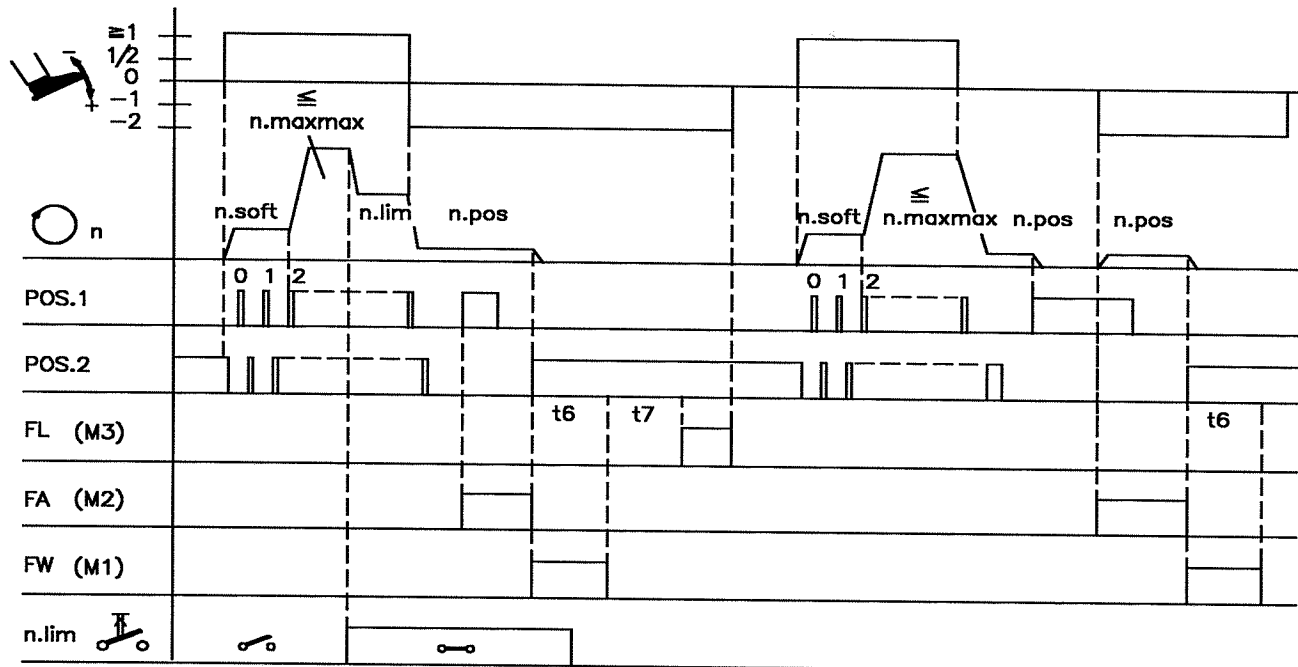 ≧1
1/2
0
−1
−2
−
+
≦
n.maxmax
n.soft
n.lim
n.pos
n.soft
≦
n.maxmax
n.pos
n.pos
n
0 1 2
0 1 2
POS.1
POS.2
t6
t7
t6
FL (M3)
FA (M2)
FW (M1)
n.lim